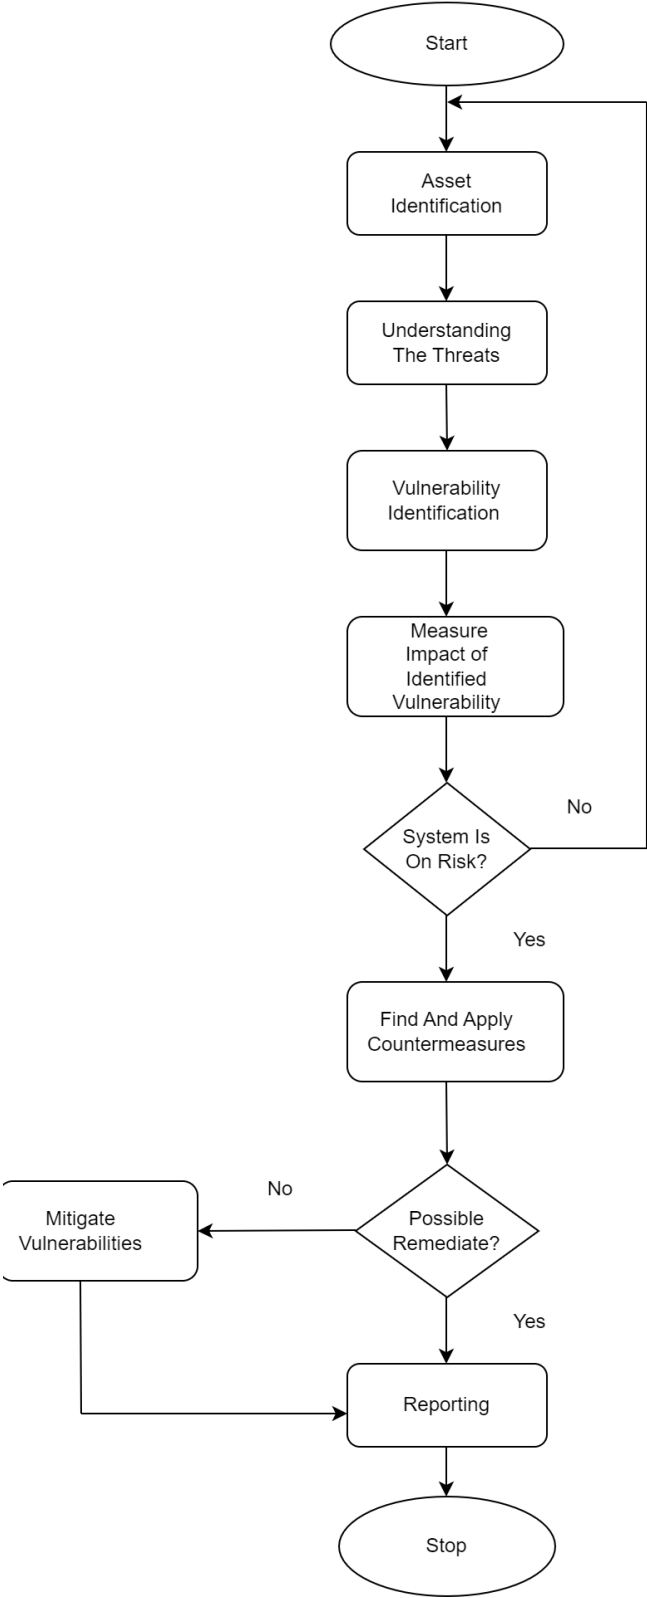 Start
Asset
Identification
Understanding
The Threats
Vulnerability
Identification
Measure
Impact of
Identified
Vulnerability
No
System Is
On Risk?
Yes
Find And Apply
Countermeasures
No
Mitigate
Vulnerabilities
Possible
Remediate?
Yes
Reporting
Stop